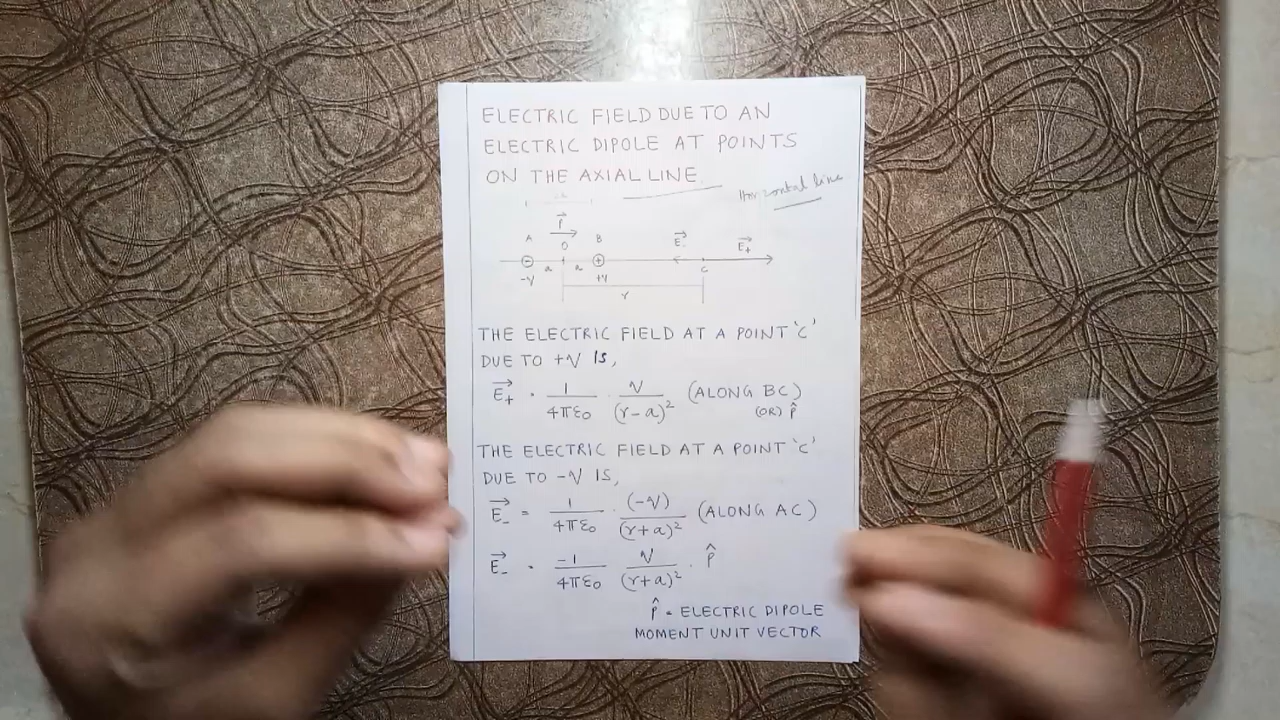 ELECTRIC FIELD DUE TO AN
ELECTRIC DIPOLE AT POINTS
ON THE AXIAL LINE.
Horizontal line
2a
P⃗
A O B E⃗₋ E⃗₊
⊖ a a ⊕ C
-q +q
r
THE ELECTRIC FIELD AT A POINT 'C'
DUE TO +q IS,
E⃗₊ = 1/4πε₀ · q/(r-a)² (ALONG BC)
(OR) p̂
THE ELECTRIC FIELD AT A POINT 'C'
DUE TO -q IS,
E⃗₋ = 1/4πε₀ · (-q)/(r+a)² (ALONG AC)
E⃗₋ = -1/4πε₀ q/(r+a)² · p̂
p̂ = ELECTRIC DIPOLE
MOMENT UNIT VECTOR